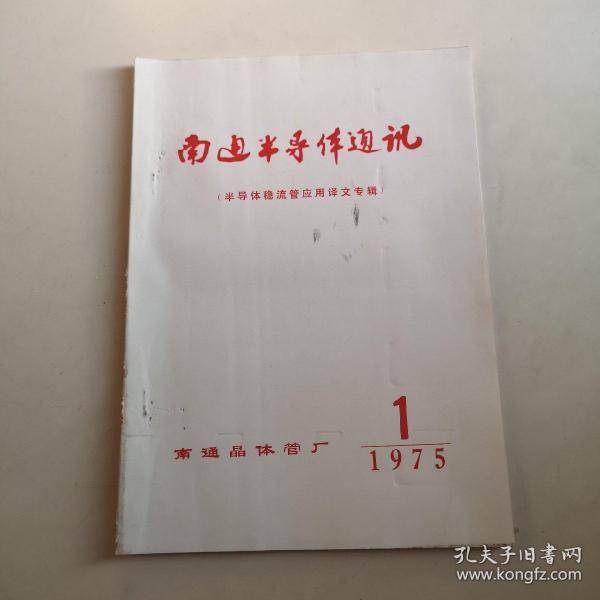 南通半导体通讯
（半导体稳流管应用译文专辑）
南通晶体管厂
1
1975
孔夫子旧书网
www.kongfz.com